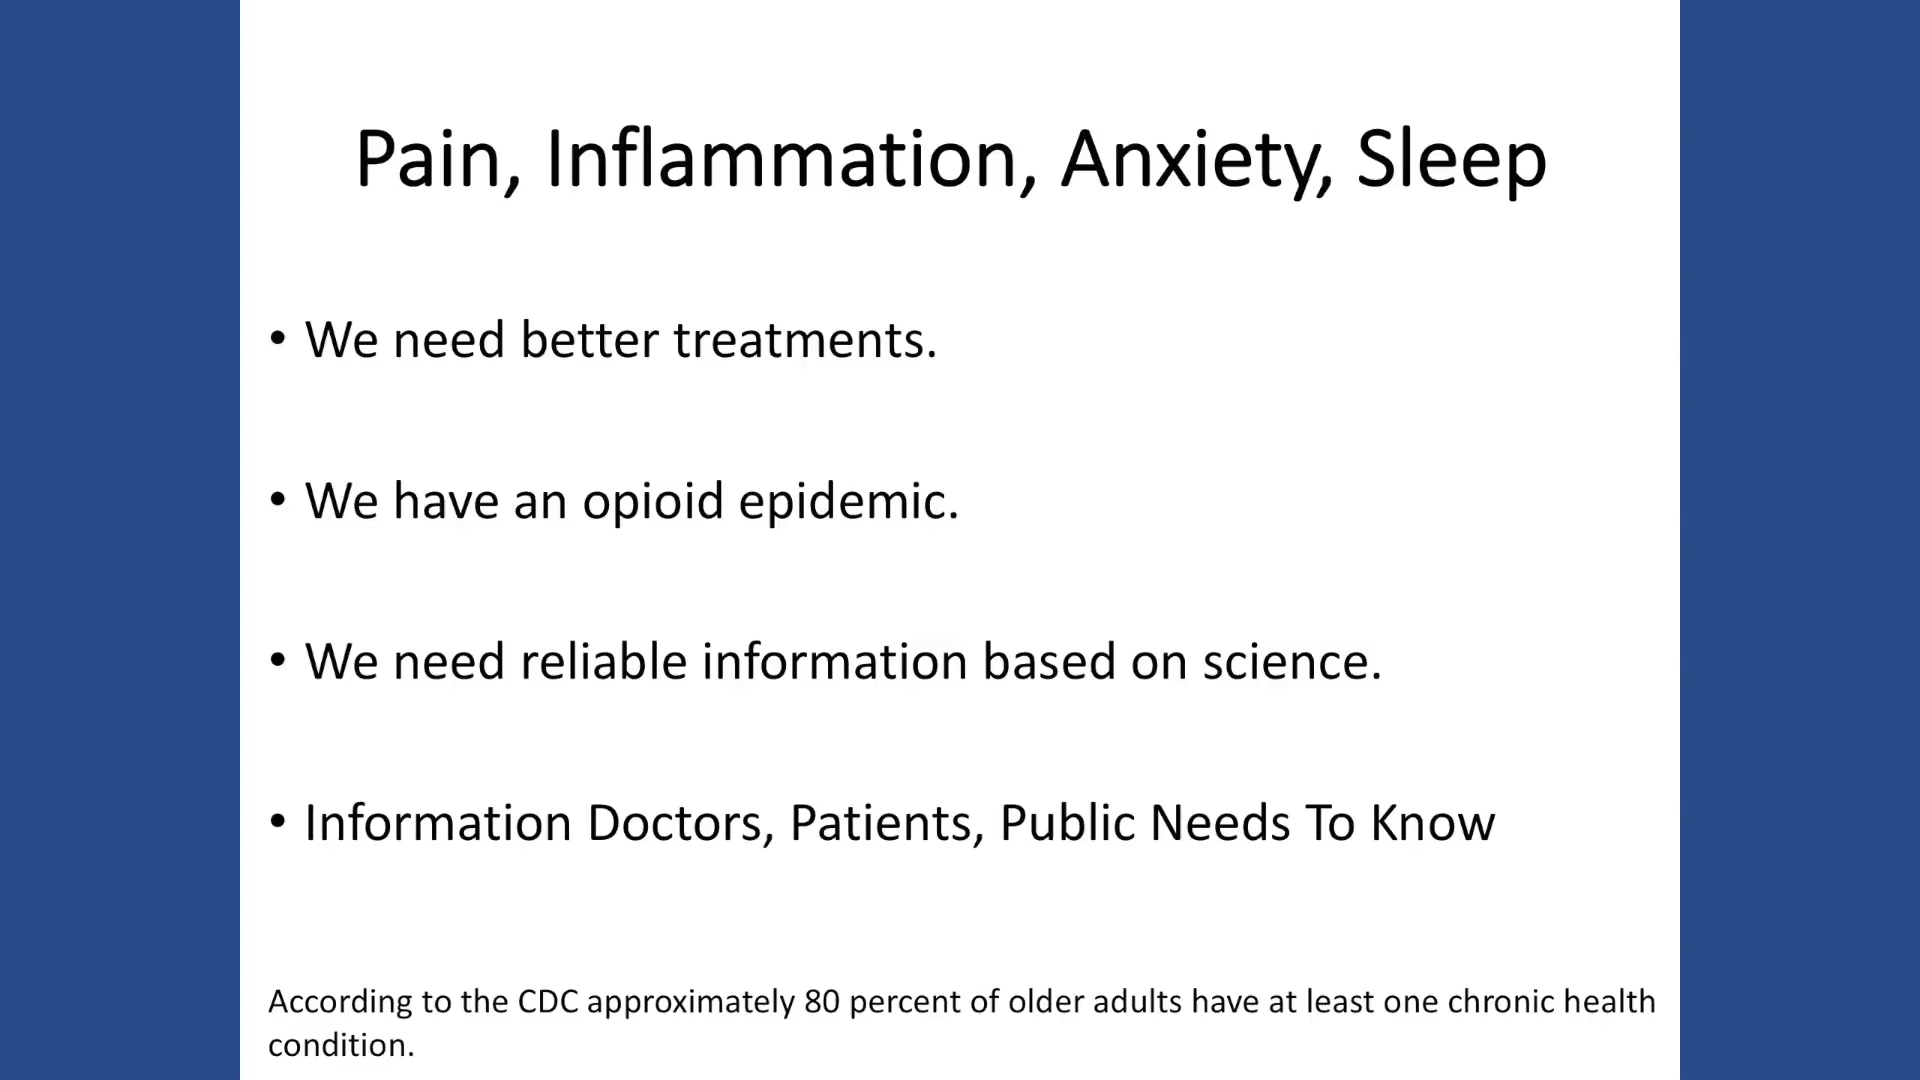 Pain, Inflammation, Anxiety, Sleep
• We need better treatments.
• We have an opioid epidemic.
• We need reliable information based on science.
• Information Doctors, Patients, Public Needs To Know
According to the CDC approximately 80 percent of older adults have at least one chronic health
condition.